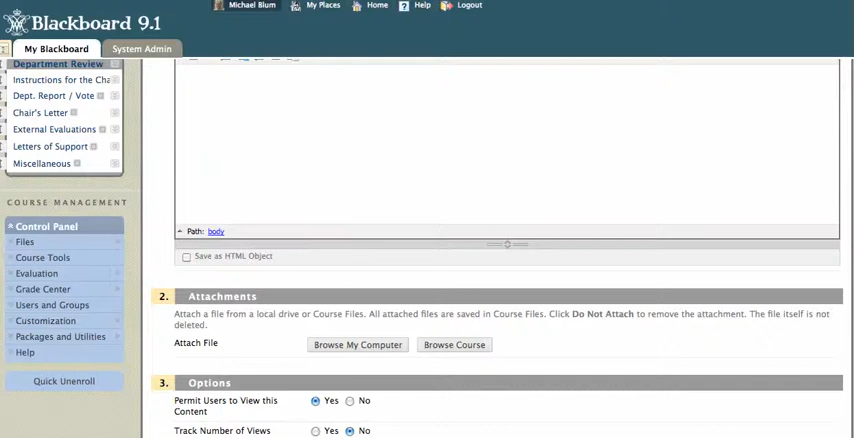 Michael Blum My Places Home Help Logout
Blackboard 9.1
My Blackboard System Admin
Department Review
Instructions for the Cha
Dept. Report / Vote
Chair's Letter
External Evaluations
Letters of Support
Miscellaneous
COURSE MANAGEMENT
Control Panel
Files
Course Tools
Evaluation
Grade Center
Users and Groups
Customization
Packages and Utilities
Help
Quick Unenroll
Path: body
Save as HTML Object
2. Attachments
Attach a file from a local drive or Course Files. All attached files are saved in Course Files. Click Do Not Attach to remove the attachment. The file itself is not
deleted.
Attach File Browse My Computer Browse Course
3. Options
Permit Users to View this
Content
Yes No
Track Number of Views Yes No